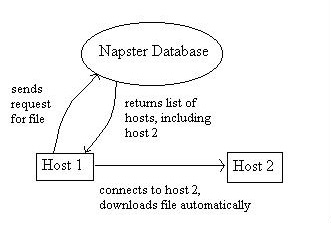 Napster Database
sends
request
for file
returns list of
hosts, including
host 2
Host 1
Host 2
connects to host 2,
downloads file automatically